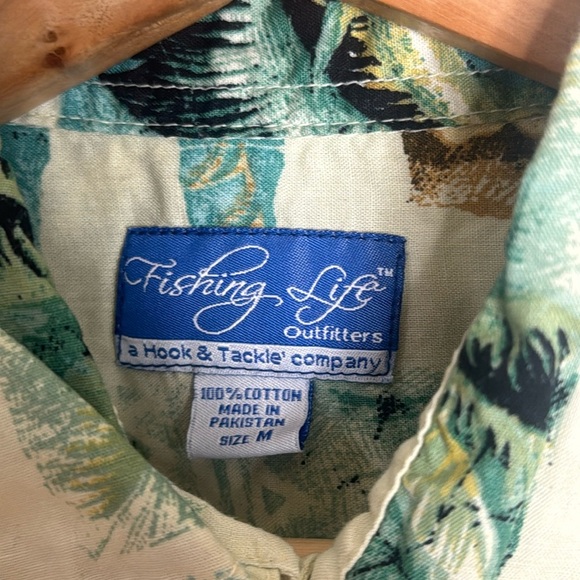 Fishing Life™
Outfitters
a Hook & Tackle' company
100% COTTON
MADE IN
PAKISTAN
SIZE M